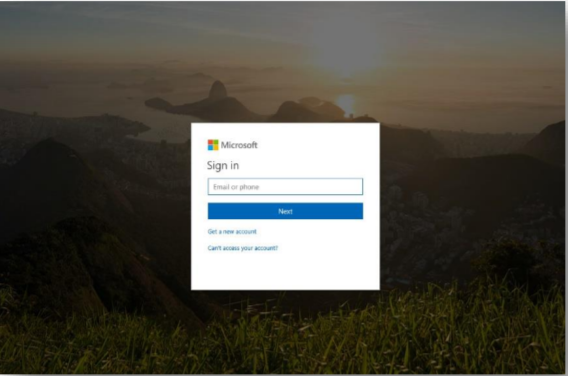 Microsoft
Sign in
Email or phone
Next
Get a new account
Can't access your account?